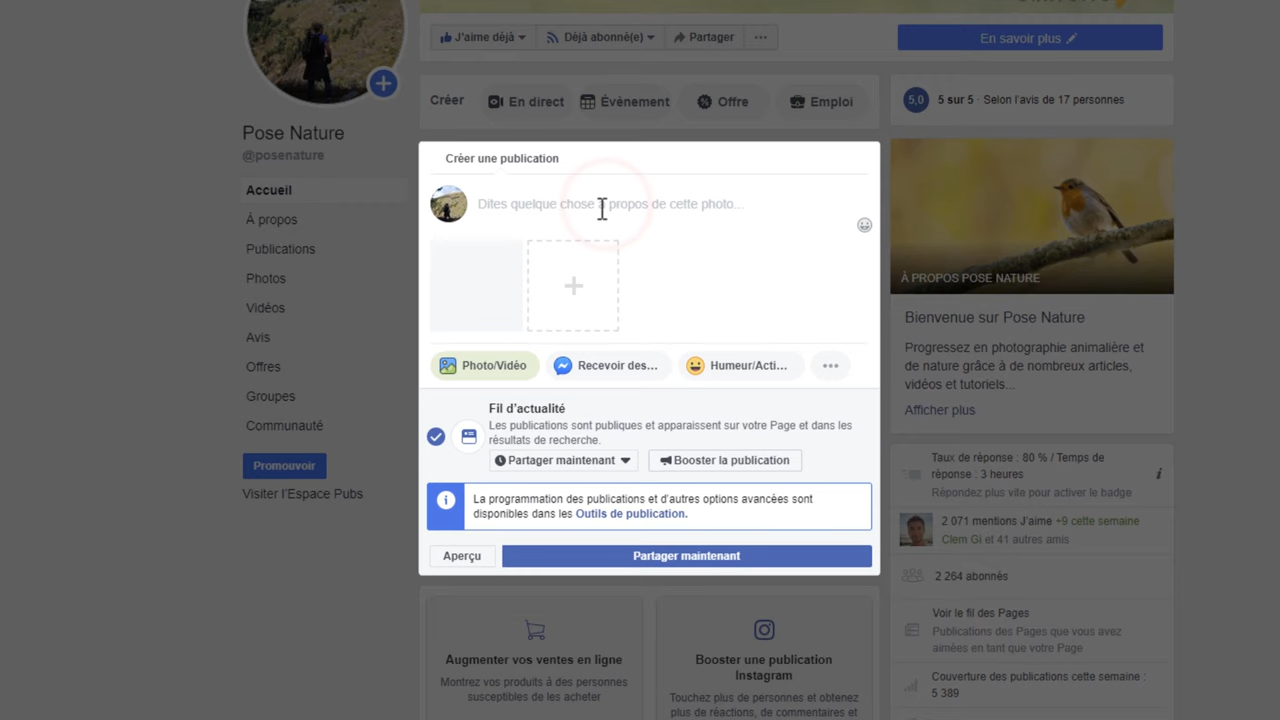 J'aime déjà
Déjà abonné(e)
Partager
En savoir plus
Créer
En direct
Évènement
Offre
Emploi
5,0
5 sur 5 · Selon l'avis de 17 personnes
Pose Nature
@posenature
Accueil
À propos
Publications
Photos
Vidéos
Avis
Offres
Groupes
Communauté
Promouvoir
Visiter l'Espace Pubs
Créer une publication
Dites quelque chose à propos de cette photo...
Photo/Vidéo
Recevoir des...
Humeur/Acti...
Fil d'actualité
Les publications sont publiques et apparaissent sur votre Page et dans les
résultats de recherche.
Partager maintenant
Booster la publication
La programmation des publications et d'autres options avancées sont
disponibles dans les Outils de publication.
Aperçu
Partager maintenant
Augmenter vos ventes en ligne
Montrez vos produits à des personnes
susceptibles de les acheter
Booster une publication
Instagram
Touchez plus de personnes et obtenez
plus de réactions, de commentaires et
À PROPOS POSE NATURE
Bienvenue sur Pose Nature
Progressez en photographie animalière et
de nature grâce à de nombreux articles,
vidéos et tutoriels...
Afficher plus
Taux de réponse : 80 % / Temps de
réponse : 3 heures
Répondez plus vite pour activer le badge
2 071 mentions J'aime +9 cette semaine
Clem Gi et 41 autres amis
2 264 abonnés
Voir le fil des Pages
Publications des Pages que vous avez
aimées en tant que votre Page
Couverture des publications cette semaine :
5 389